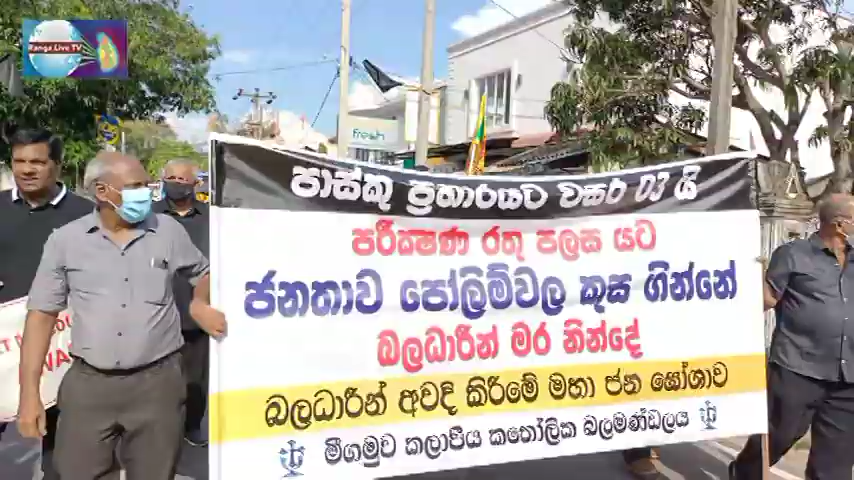 Ranga Live TV
fresh
පාස්කු ප්‍රහාරයට වසර 03 යි
පරීක්ෂණ රතු පලස යට
ජනතාව පෝලිම්වල කුස ගින්නේ
බලධාරීන් මර නින්දේ
බලධාරීන් අවදි කිරීමේ මහා ජන ඝෝශාව
මීගමුව කලාපීය කතෝලික බලමණ්ඩලය